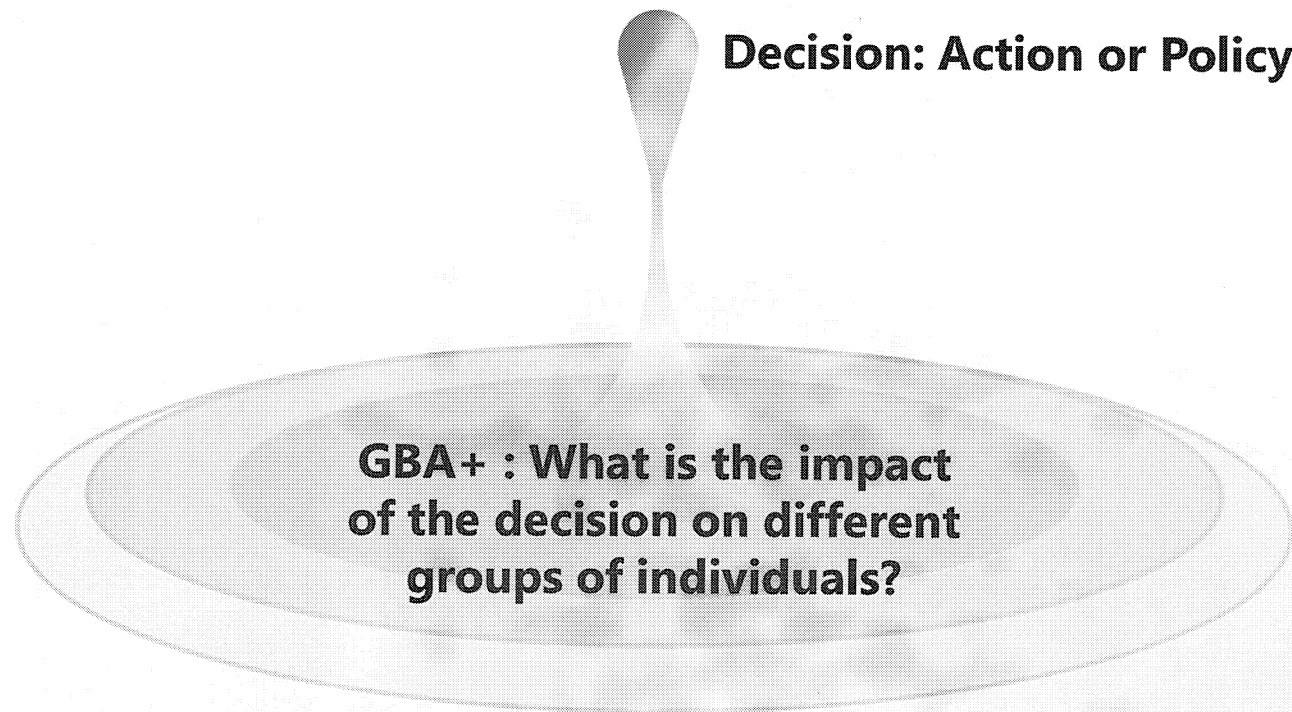 Decision: Action or Policy
GBA+ : What is the impact
of the decision on different
groups of individuals?